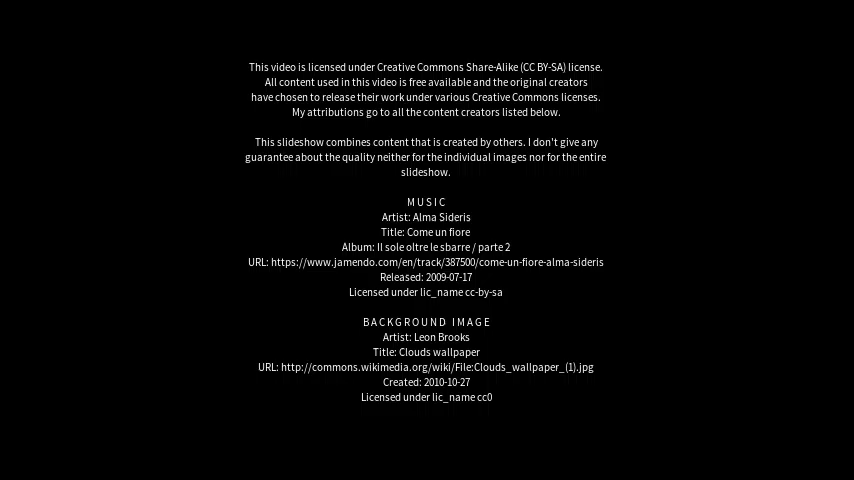 This video is licensed under Creative Commons Share-Alike (CC BY-SA) license.
All content used in this video is free available and the original creators
have chosen to release their work under various Creative Commons licenses.
My attributions go to all the content creators listed below.
This slideshow combines content that is created by others. I don't give any
guarantee about the quality neither for the individual images nor for the entire
slideshow.
MUSIC
Artist: Alma Sideris
Title: Come un fiore
Album: Il sole oltre le sbarre / parte 2
URL: https://www.jamendo.com/en/track/387500/come-un-fiore-alma-sideris
Released: 2009-07-17
Licensed under lic_name cc-by-sa
BACKGROUND IMAGE
Artist: Leon Brooks
Title: Clouds wallpaper
URL: http://commons.wikimedia.org/wiki/File:Clouds_wallpaper_(1).jpg
Created: 2010-10-27
Licensed under lic_name cc0